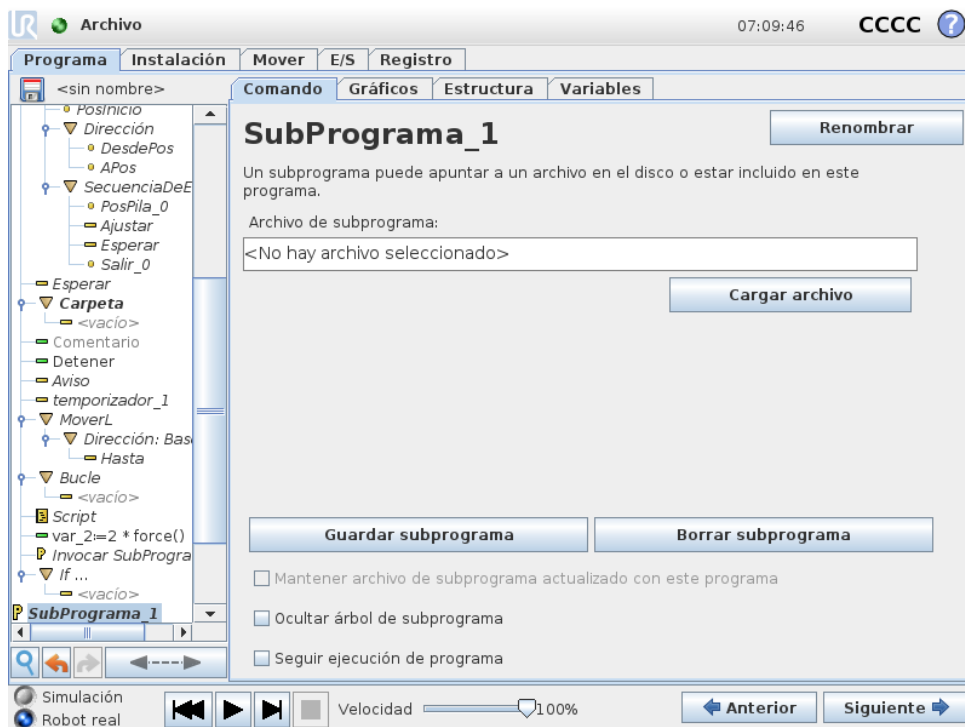 UR Archivo 07:09:46 CCCC ?
Programa Instalación Mover E/S Registro
<sin nombre>
PosInicio
Dirección
DesdePos
APos
SecuenciaDeE
PosPila_0
Ajustar
Esperar
Salir_0
Esperar
Carpeta
<vacío>
Comentario
Detener
Aviso
temporizador_1
MoverL
Dirección: Bas
Hasta
Bucle
<vacío>
Script
var_2:=2 * force()
P Invocar SubProgra
If ...
<vacío>
P SubPrograma_1
Comando Gráficos Estructura Variables
SubPrograma_1
Renombrar
Un subprograma puede apuntar a un archivo en el disco o estar incluido en este
programa.
Archivo de subprograma:
<No hay archivo seleccionado>
Cargar archivo
Guardar subprograma
Borrar subprograma
Mantener archivo de subprograma actualizado con este programa
Ocultar árbol de subprograma
Seguir ejecución de programa
Simulación
Robot real
Velocidad 100%
Anterior
Siguiente